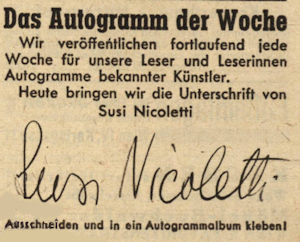 Das Autogramm der Woche
Wir veröffentlichen fortlaufend jede
Woche für unsere Leser und Leserinnen
Autogramme bekannter Künstler.
Heute bringen wir die Unterschrift von
Susi Nicoletti
Susi Nicoletti
Ausschneiden und in ein Autogrammalbum kleben!